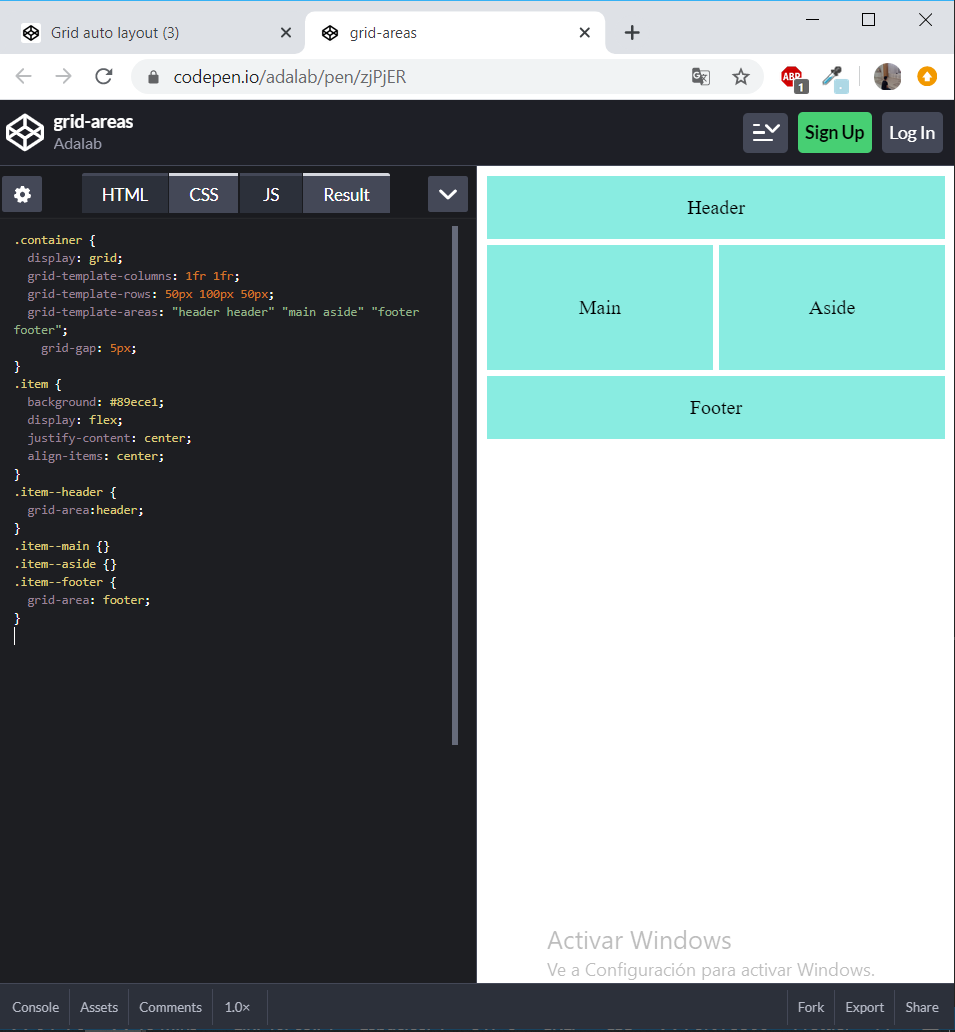 Grid auto layout (3)
grid-areas
codepen.io/adalab/pen/zjPjER
ABP
1
grid-areas
Adalab
Sign Up
Log In
HTML
CSS
JS
Result
.container {
  display: grid;
  grid-template-columns: 1fr 1fr;
  grid-template-rows: 50px 100px 50px;
  grid-template-areas: "header header" "main aside" "footer
footer";
    grid-gap: 5px;
}
.item {
  background: #89ece1;
  display: flex;
  justify-content: center;
  align-items: center;
}
.item--header {
  grid-area:header;
}
.item--main {}
.item--aside {}
.item--footer {
  grid-area: footer;
}
Header
Main
Aside
Footer
Activar Windows
Ve a Configuración para activar Windows.
Console
Assets
Comments
1.0×
Fork
Export
Share